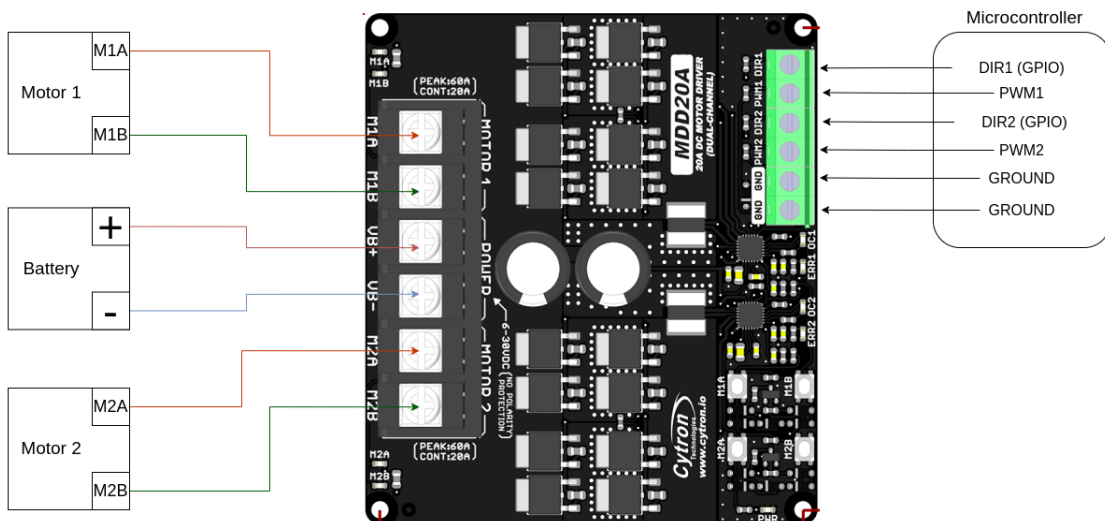 Motor 1
M1A
M1B
Battery
+
-
Motor 2
M2A
M2B
M1A
M1B
(PEAK:60A
CONT:20A)
M1A
M1B
VB+
VB-
M2A
M2B
MOTOR 1
POWER
MOTOR 2
6-30VDC (NO POLARITY
PROTECTION)
(PEAK:60A
CONT:20A)
M2A
M2B
MDD20A
20A DC MOTOR DRIVER
(DUAL-CHANNEL)
DIR1
PWM1
DIR2
PWM2
GND
GND
OC1
ERR1
OC2
ERR2
M1A
M1B
M2A
M2B
PWR
Cytron
Technologies
www.cytron.io
Microcontroller
DIR1 (GPIO)
PWM1
DIR2 (GPIO)
PWM2
GROUND
GROUND